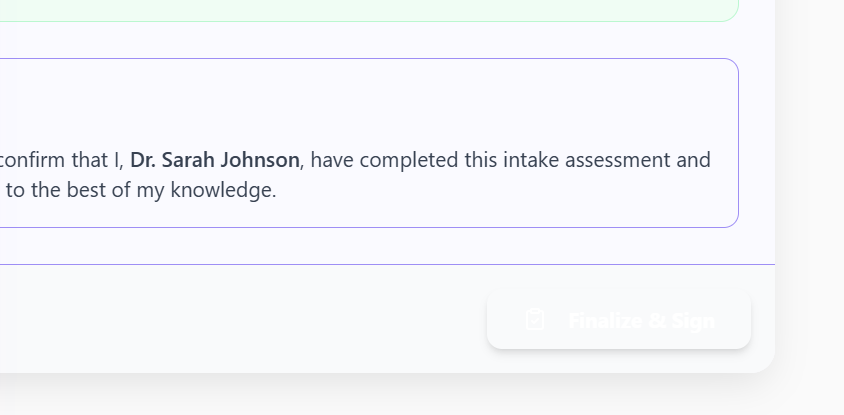 confirm that I, Dr. Sarah Johnson, have completed this intake assessment and
to the best of my knowledge.
Finalize & Sign